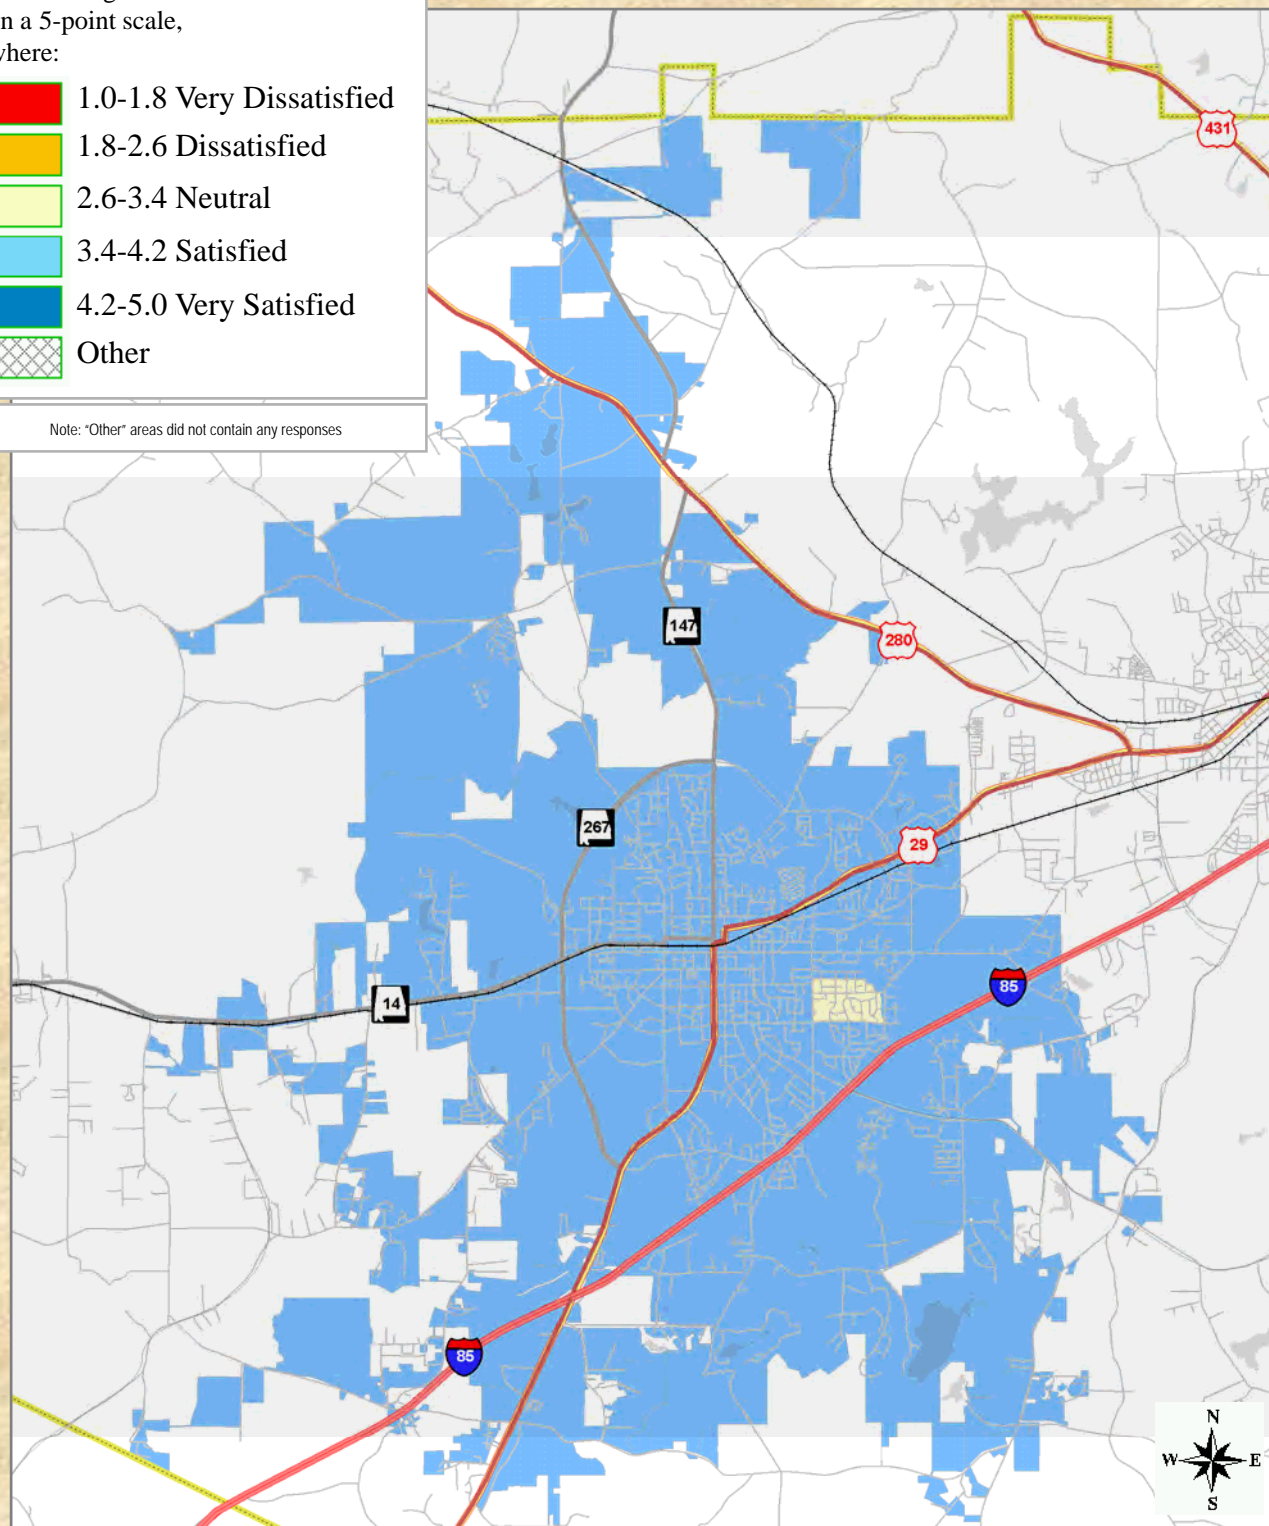 n a 5-point scale,
where:
1.0-1.8 Very Dissatisfied
1.8-2.6 Dissatisfied
2.6-3.4 Neutral
3.4-4.2 Satisfied
4.2-5.0 Very Satisfied
Other
Note: "Other" areas did not contain any responses
431
147
280
267
29
85
14
85
N
W
E
S